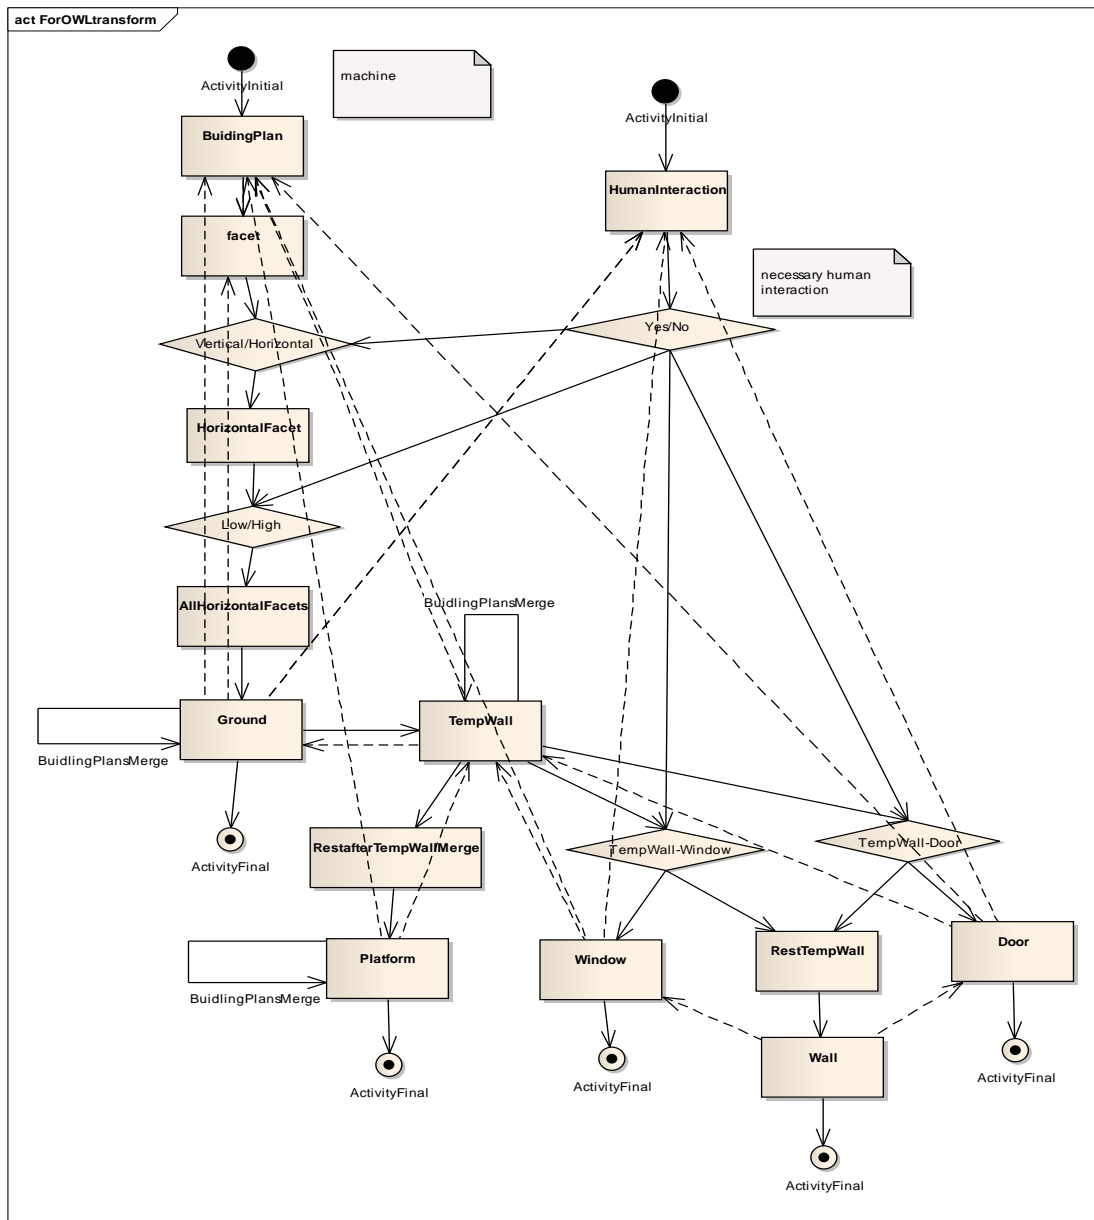 act ForOWLtransform
machine
ActivityInitial
ActivityInitial
BuidingPlan
HumanInteraction
facet
necessary human
interaction
Yes/No
Vertical/Horizontal
HorizontalFacet
Low/High
AllHorizontalFacets
BuidlingPlansMerge
Ground
TempWall
BuidlingPlansMerge
RestafterTempWallMerge
TempWall-Window
TempWall-Door
ActivityFinal
Platform
Window
RestTempWall
Door
BuidlingPlansMerge
Wall
ActivityFinal
ActivityFinal
ActivityFinal
ActivityFinal